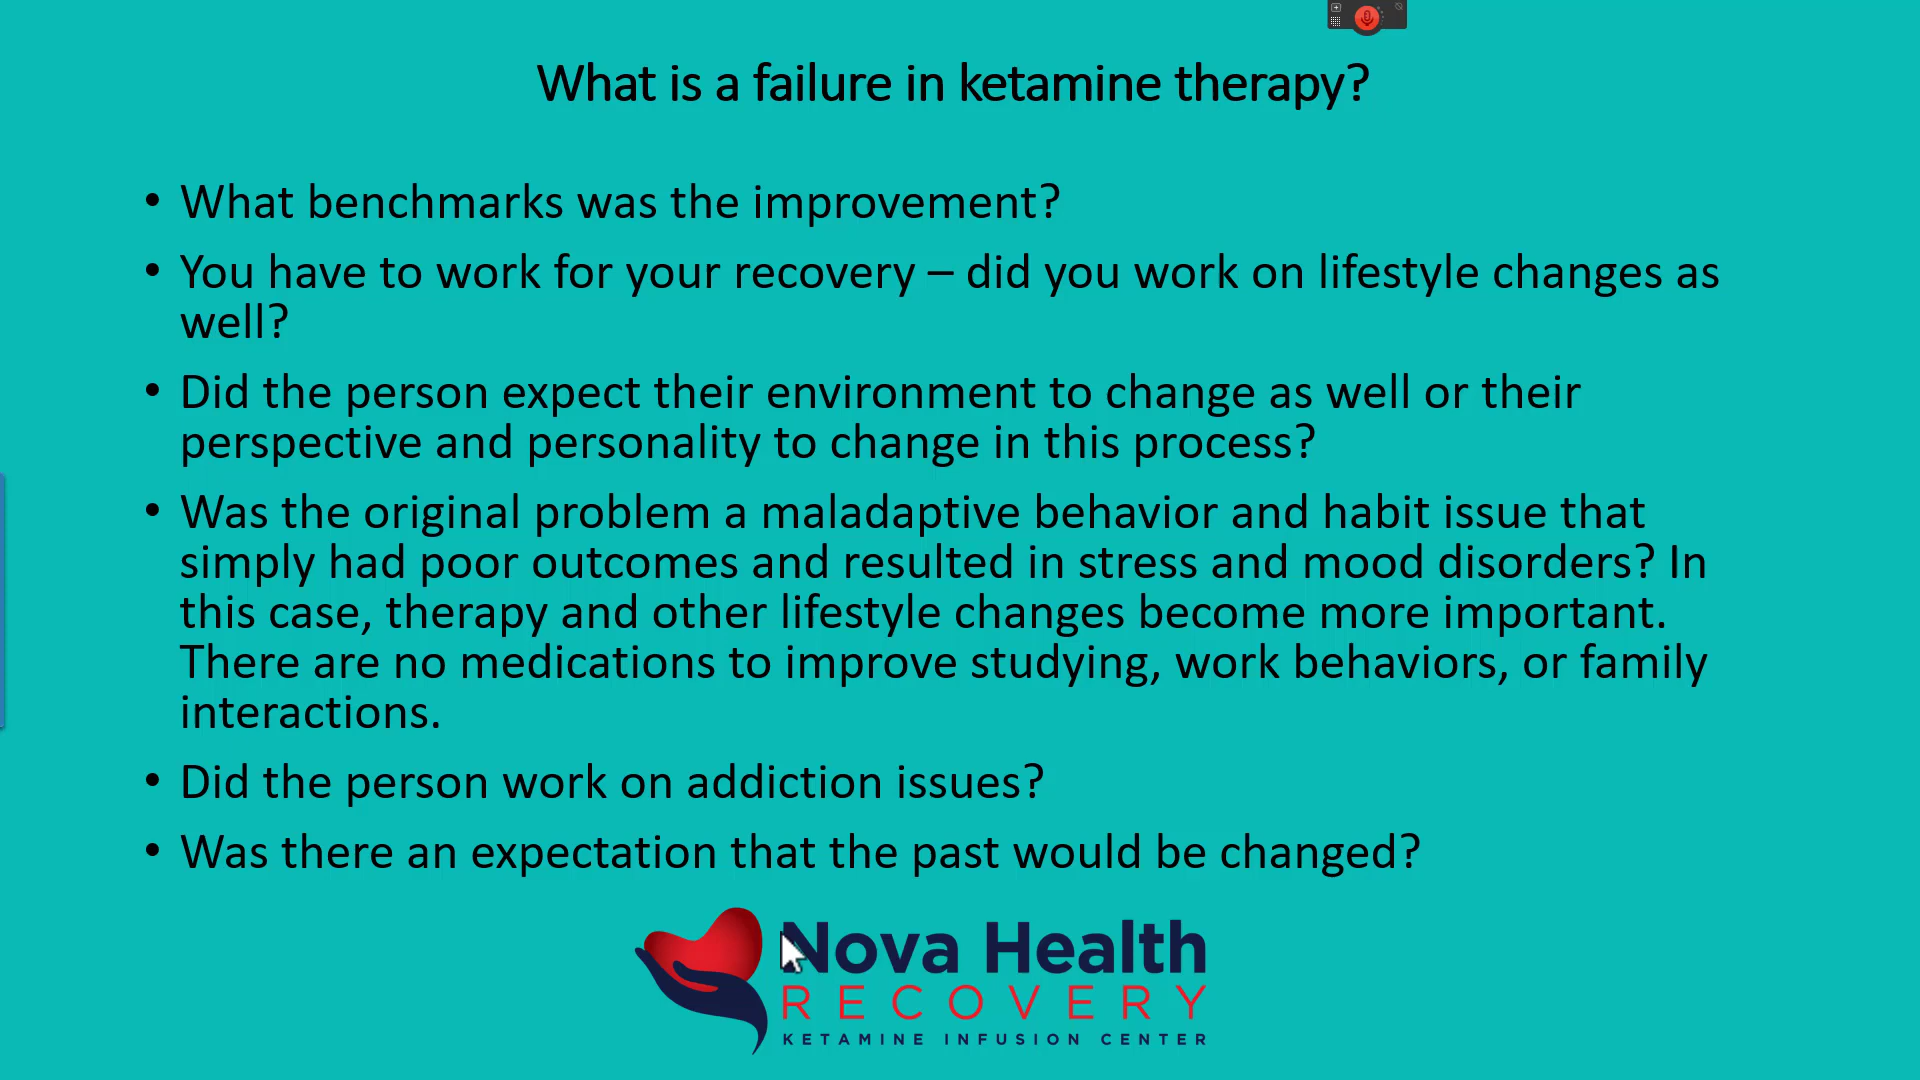 What is a failure in ketamine therapy?
• What benchmarks was the improvement?
• You have to work for your recovery – did you work on lifestyle changes as
well?
• Did the person expect their environment to change as well or their
perspective and personality to change in this process?
• Was the original problem a maladaptive behavior and habit issue that
simply had poor outcomes and resulted in stress and mood disorders? In
this case, therapy and other lifestyle changes become more important.
There are no medications to improve studying, work behaviors, or family
interactions.
• Did the person work on addiction issues?
• Was there an expectation that the past would be changed?
Nova Health
RECOVERY
KETAMINE INFUSION CENTER